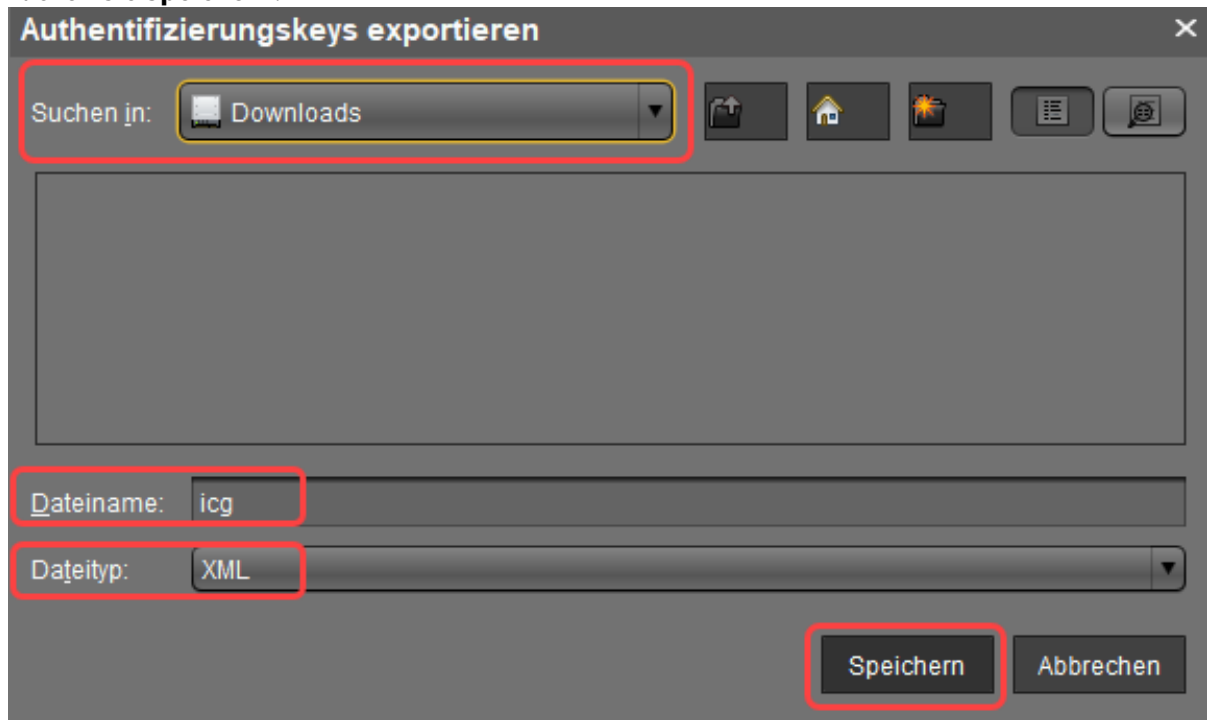 Authentifizierungskeys exportieren
Suchen in: Downloads
Dateiname: icg
Dateityp: XML
Speichern Abbrechen